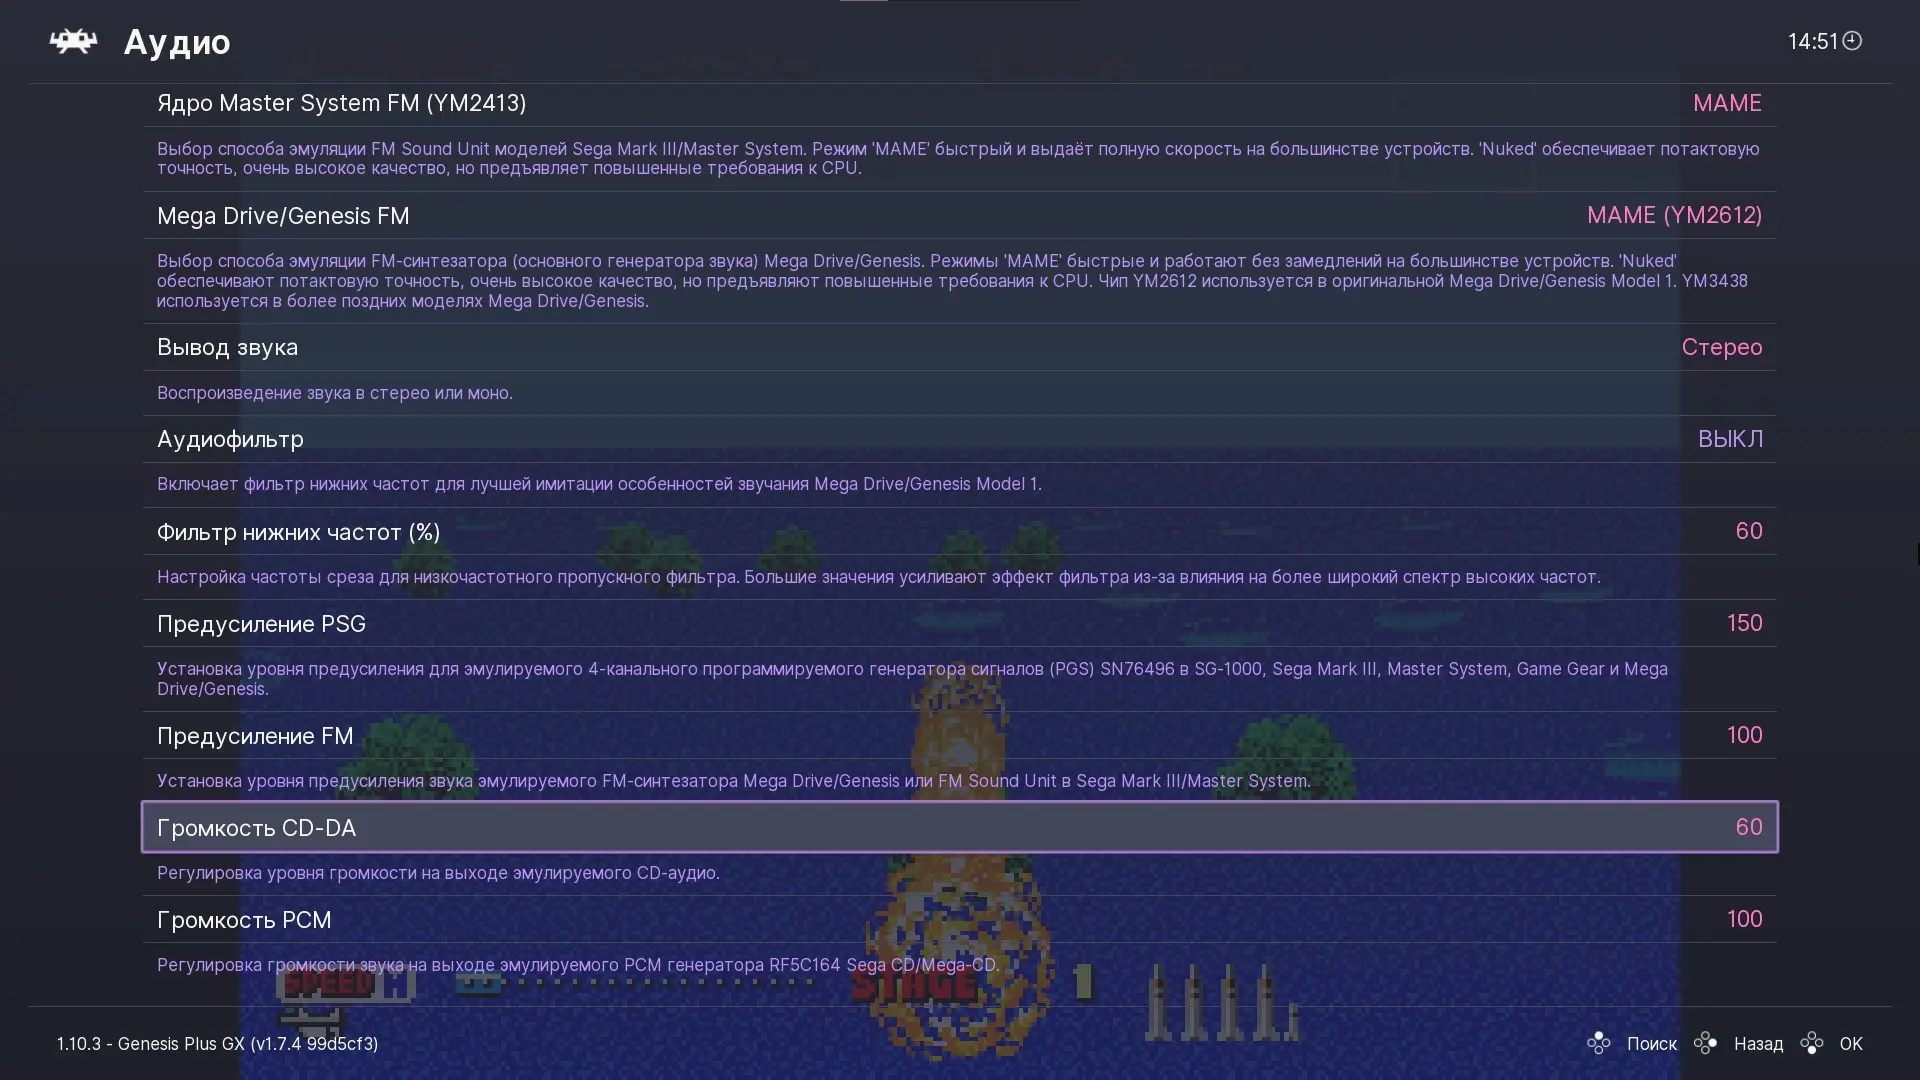 Аудио
14:51
Ядро Master System FM (YM2413)
MAME
Выбор способа эмуляции FM Sound Unit моделей Sega Mark III/Master System. Режим 'MAME' быстрый и выдаёт полную скорость на большинстве устройств. 'Nuked' обеспечивает потактовую
точность, очень высокое качество, но предъявляет повышенные требования к CPU.
Mega Drive/Genesis FM
MAME (YM2612)
Выбор способа эмуляции FM-синтезатора (основного генератора звука) Mega Drive/Genesis. Режимы 'MAME' быстрые и работают без замедлений на большинстве устройств. 'Nuked'
обеспечивают потактовую точность, очень высокое качество, но предъявляют повышенные требования к CPU. Чип YM2612 используется в оригинальной Mega Drive/Genesis Model 1. YM3438
используется в более поздних моделях Mega Drive/Genesis.
Вывод звука
Стерео
Воспроизведение звука в стерео или моно.
Аудиофильтр
ВЫКЛ
Включает фильтр нижних частот для лучшей имитации особенностей звучания Mega Drive/Genesis Model 1.
Фильтр нижних частот (%)
60
Настройка частоты среза для низкочастотного пропускного фильтра. Большие значения усиливают эффект фильтра из-за влияния на более широкий спектр высоких частот.
Предусиление PSG
150
Установка уровня предусиления для эмулируемого 4-канального программируемого генератора сигналов (PGS) SN76496 в SG-1000, Sega Mark III, Master System, Game Gear и Mega
Drive/Genesis.
Предусиление FM
100
Установка уровня предусиления звука эмулируемого FM-синтезатора Mega Drive/Genesis или FM Sound Unit в Sega Mark III/Master System.
Громкость CD-DA
60
Регулировка уровня громкости на выходе эмулируемого CD-аудио.
Громкость PCM
100
Регулировка громкости звука на выходе эмулируемого PCM генератора RF5C164 Sega CD/Mega-CD.
SPEED M
STAGE 1
1.10.3 - Genesis Plus GX (v1.7.4 99d5cf3)
Поиск
Назад
OK